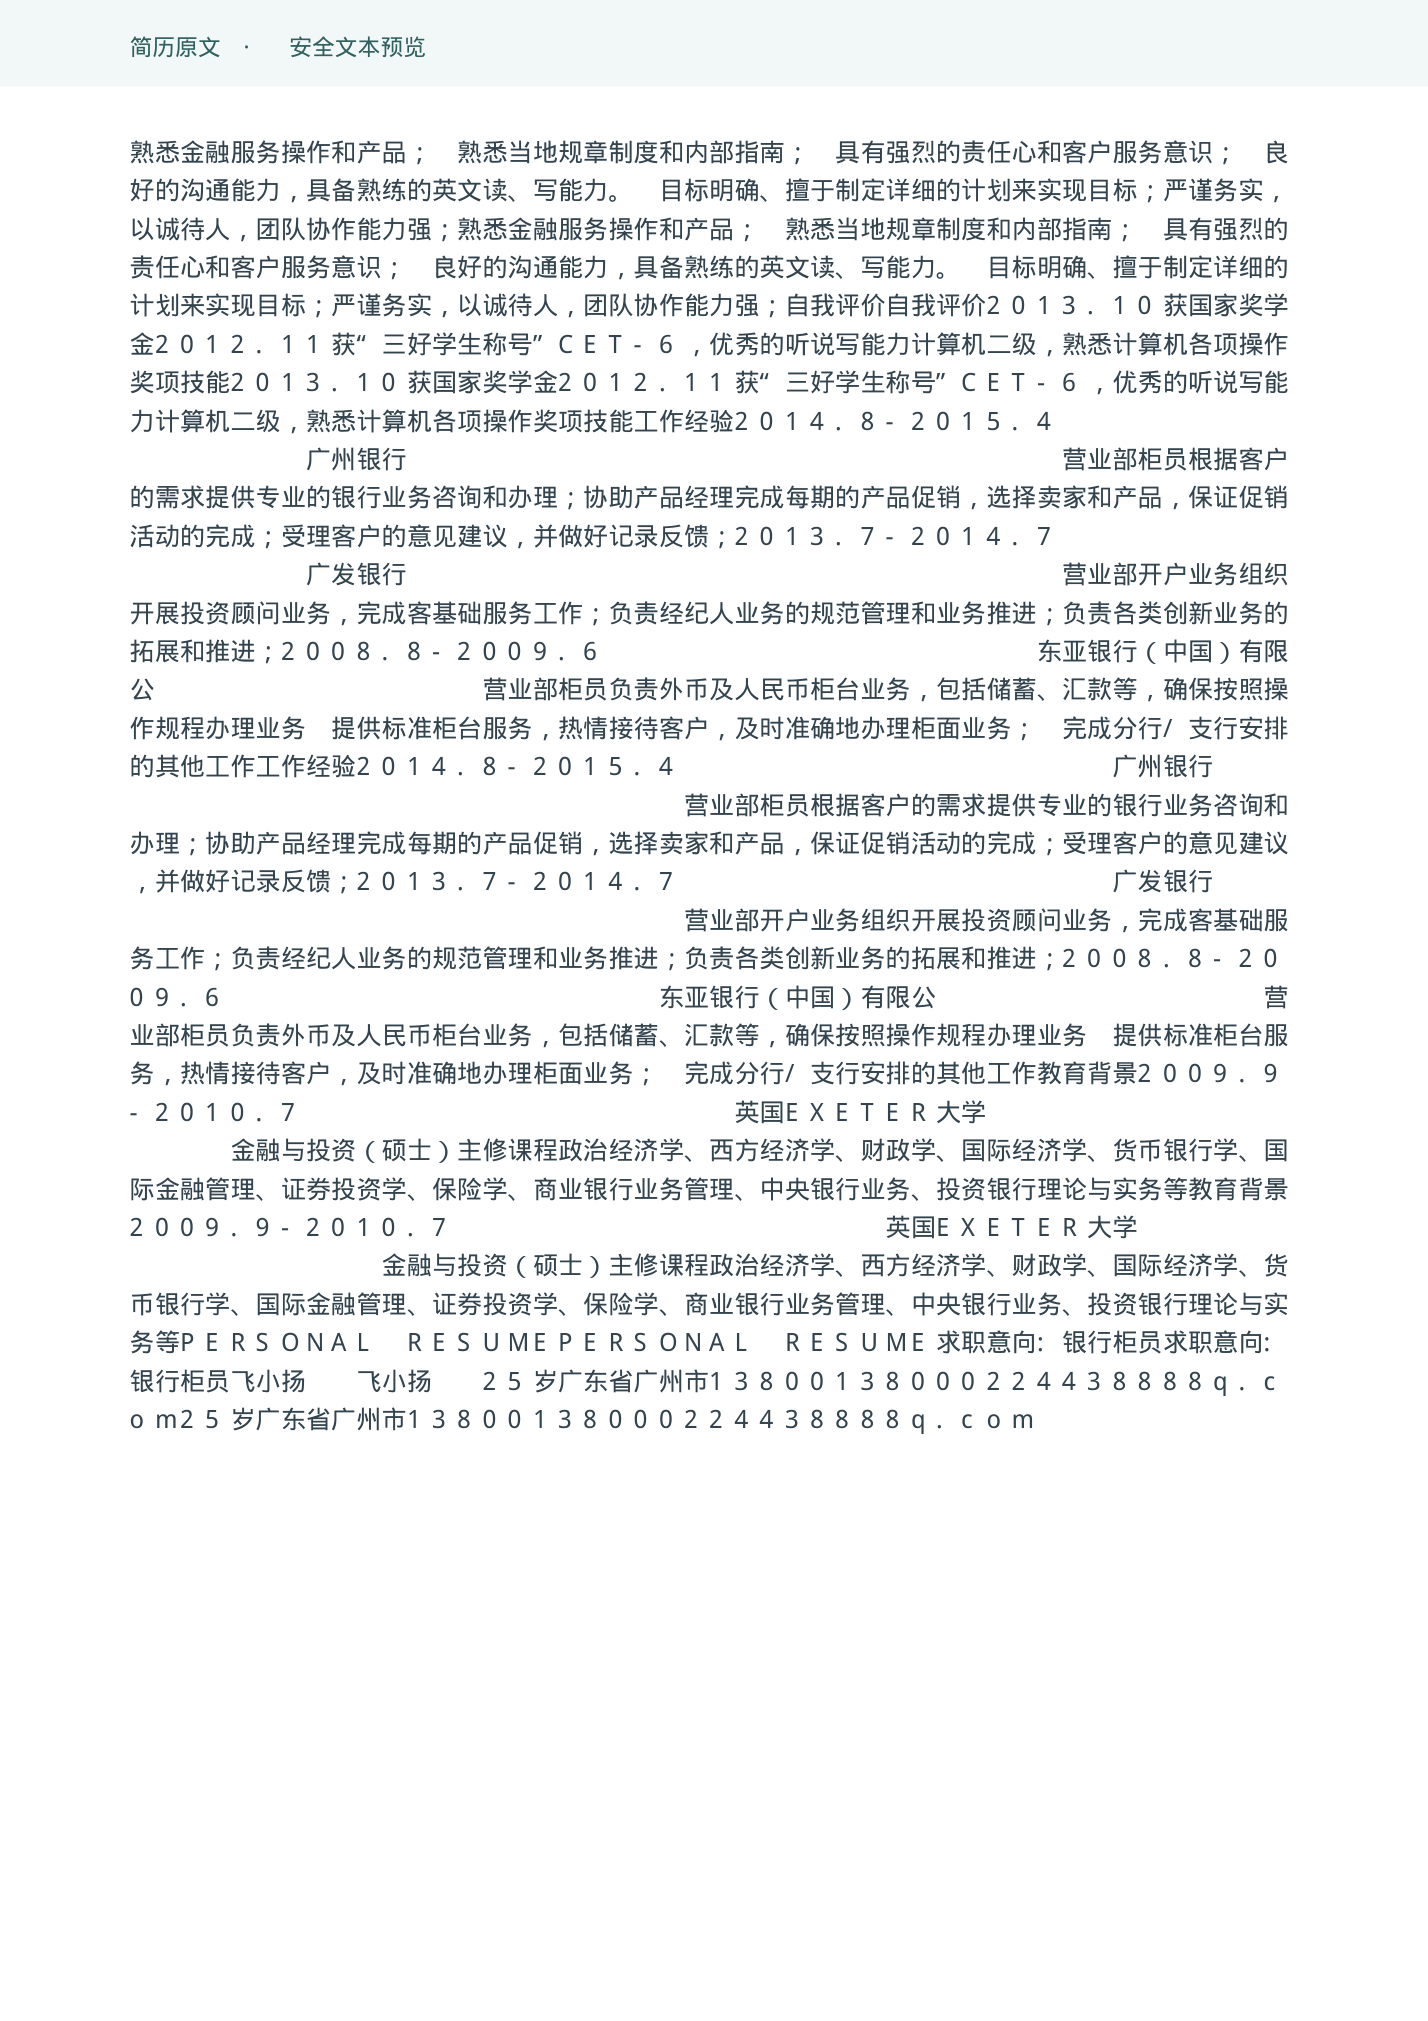 简历原文 · 安全文本预览
熟悉金融服务操作和产品； 熟悉当地规章制度和内部指南； 具有强烈的责任心和客户服务意识； 良
好的沟通能力，具备熟练的英文读、写能力。 目标明确、擅于制定详细的计划来实现目标；严谨务实，
以诚待人，团队协作能力强；熟悉金融服务操作和产品； 熟悉当地规章制度和内部指南； 具有强烈的
责任心和客户服务意识； 良好的沟通能力，具备熟练的英文读、写能力。 目标明确、擅于制定详细的
计划来实现目标；严谨务实，以诚待人，团队协作能力强；自我评价自我评价2013.10获国家奖学
金2012.11获“三好学生称号”CET-6，优秀的听说写能力计算机二级，熟悉计算机各项操作
奖项技能2013.10获国家奖学金2012.11获“三好学生称号”CET-6，优秀的听说写能
力计算机二级，熟悉计算机各项操作奖项技能工作经验2014.8-2015.4
广州银行 营业部柜员根据客户
的需求提供专业的银行业务咨询和办理；协助产品经理完成每期的产品促销，选择卖家和产品，保证促销
活动的完成；受理客户的意见建议，并做好记录反馈；2013.7-2014.7
广发银行 营业部开户业务组织
开展投资顾问业务，完成客基础服务工作；负责经纪人业务的规范管理和业务推进；负责各类创新业务的
拓展和推进；2008.8-2009.6 东亚银行（中国）有限
公 营业部柜员负责外币及人民币柜台业务，包括储蓄、汇款等，确保按照操
作规程办理业务 提供标准柜台服务，热情接待客户，及时准确地办理柜面业务； 完成分行/支行安排
的其他工作工作经验2014.8-2015.4 广州银行
营业部柜员根据客户的需求提供专业的银行业务咨询和
办理；协助产品经理完成每期的产品促销，选择卖家和产品，保证促销活动的完成；受理客户的意见建议
，并做好记录反馈；2013.7-2014.7 广发银行
营业部开户业务组织开展投资顾问业务，完成客基础服
务工作；负责经纪人业务的规范管理和业务推进；负责各类创新业务的拓展和推进；2008.8-20
09.6 东亚银行（中国）有限公 营
业部柜员负责外币及人民币柜台业务，包括储蓄、汇款等，确保按照操作规程办理业务 提供标准柜台服
务，热情接待客户，及时准确地办理柜面业务； 完成分行/支行安排的其他工作教育背景2009.9
-2010.7 英国EXETER大学
金融与投资（硕士）主修课程政治经济学、西方经济学、财政学、国际经济学、货币银行学、国
际金融管理、证券投资学、保险学、商业银行业务管理、中央银行业务、投资银行理论与实务等教育背景
2009.9-2010.7 英国EXETER大学
金融与投资（硕士）主修课程政治经济学、西方经济学、财政学、国际经济学、货
币银行学、国际金融管理、证券投资学、保险学、商业银行业务管理、中央银行业务、投资银行理论与实
务等PERSONAL RESUMEPERSONAL RESUME求职意向: 银行柜员求职意向:
银行柜员飞小扬 飞小扬 25岁广东省广州市13800138000224438888q.c
om25岁广东省广州市13800138000224438888q.com